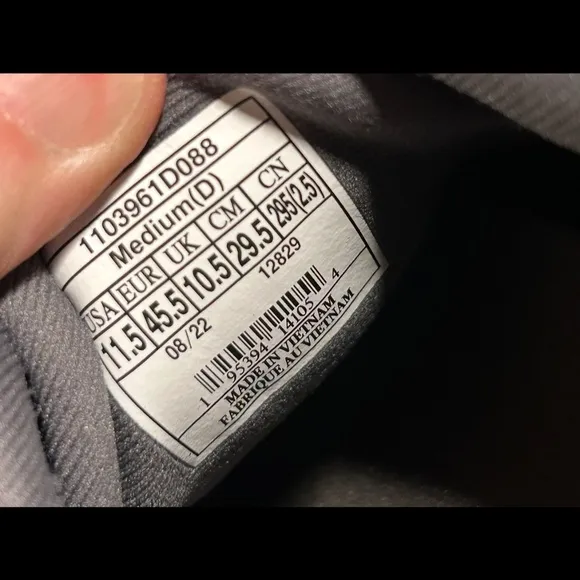 1103961D088
Medium(D)
USA EUR UK CM CN
11.5 45.5 10.5 29.5 295(2.5)
08/22 12829
1 95394 14105 4
MADE IN VIETNAM
FABRIQUE AU VIETNAM